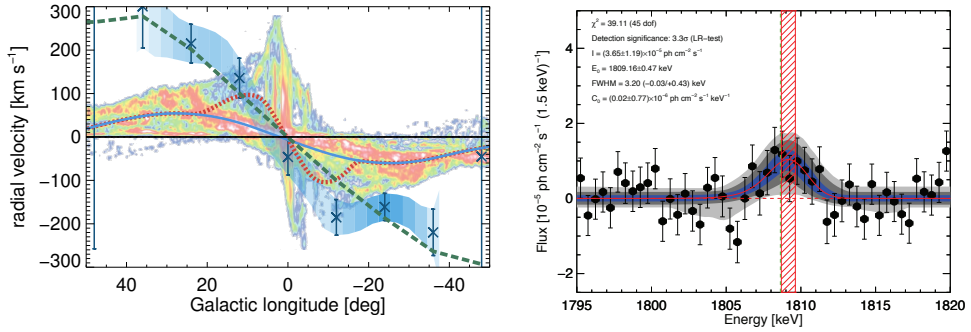 300
200
100
0
−100
−200
−300
radial velocity [km s⁻¹]
40 20 0 −20 −40
Galactic longitude [deg]
χ² = 39.11 (45 dof)
Detection significance: 3.3σ (LR−test)
I = (3.65±1.19)×10⁻⁵ ph cm⁻² s⁻¹
E₀ = 1809.16±0.47 keV
FWHM = 3.20 (−0.03/+0.43) keV
C₀ = (0.02±0.77)×10⁻⁶ ph cm⁻² s⁻¹ keV⁻¹
4
2
0
−2
Flux [10⁻⁵ ph cm⁻² s⁻¹ (1.5 keV)⁻¹]
1795 1800 1805 1810 1815 1820
Energy [keV]